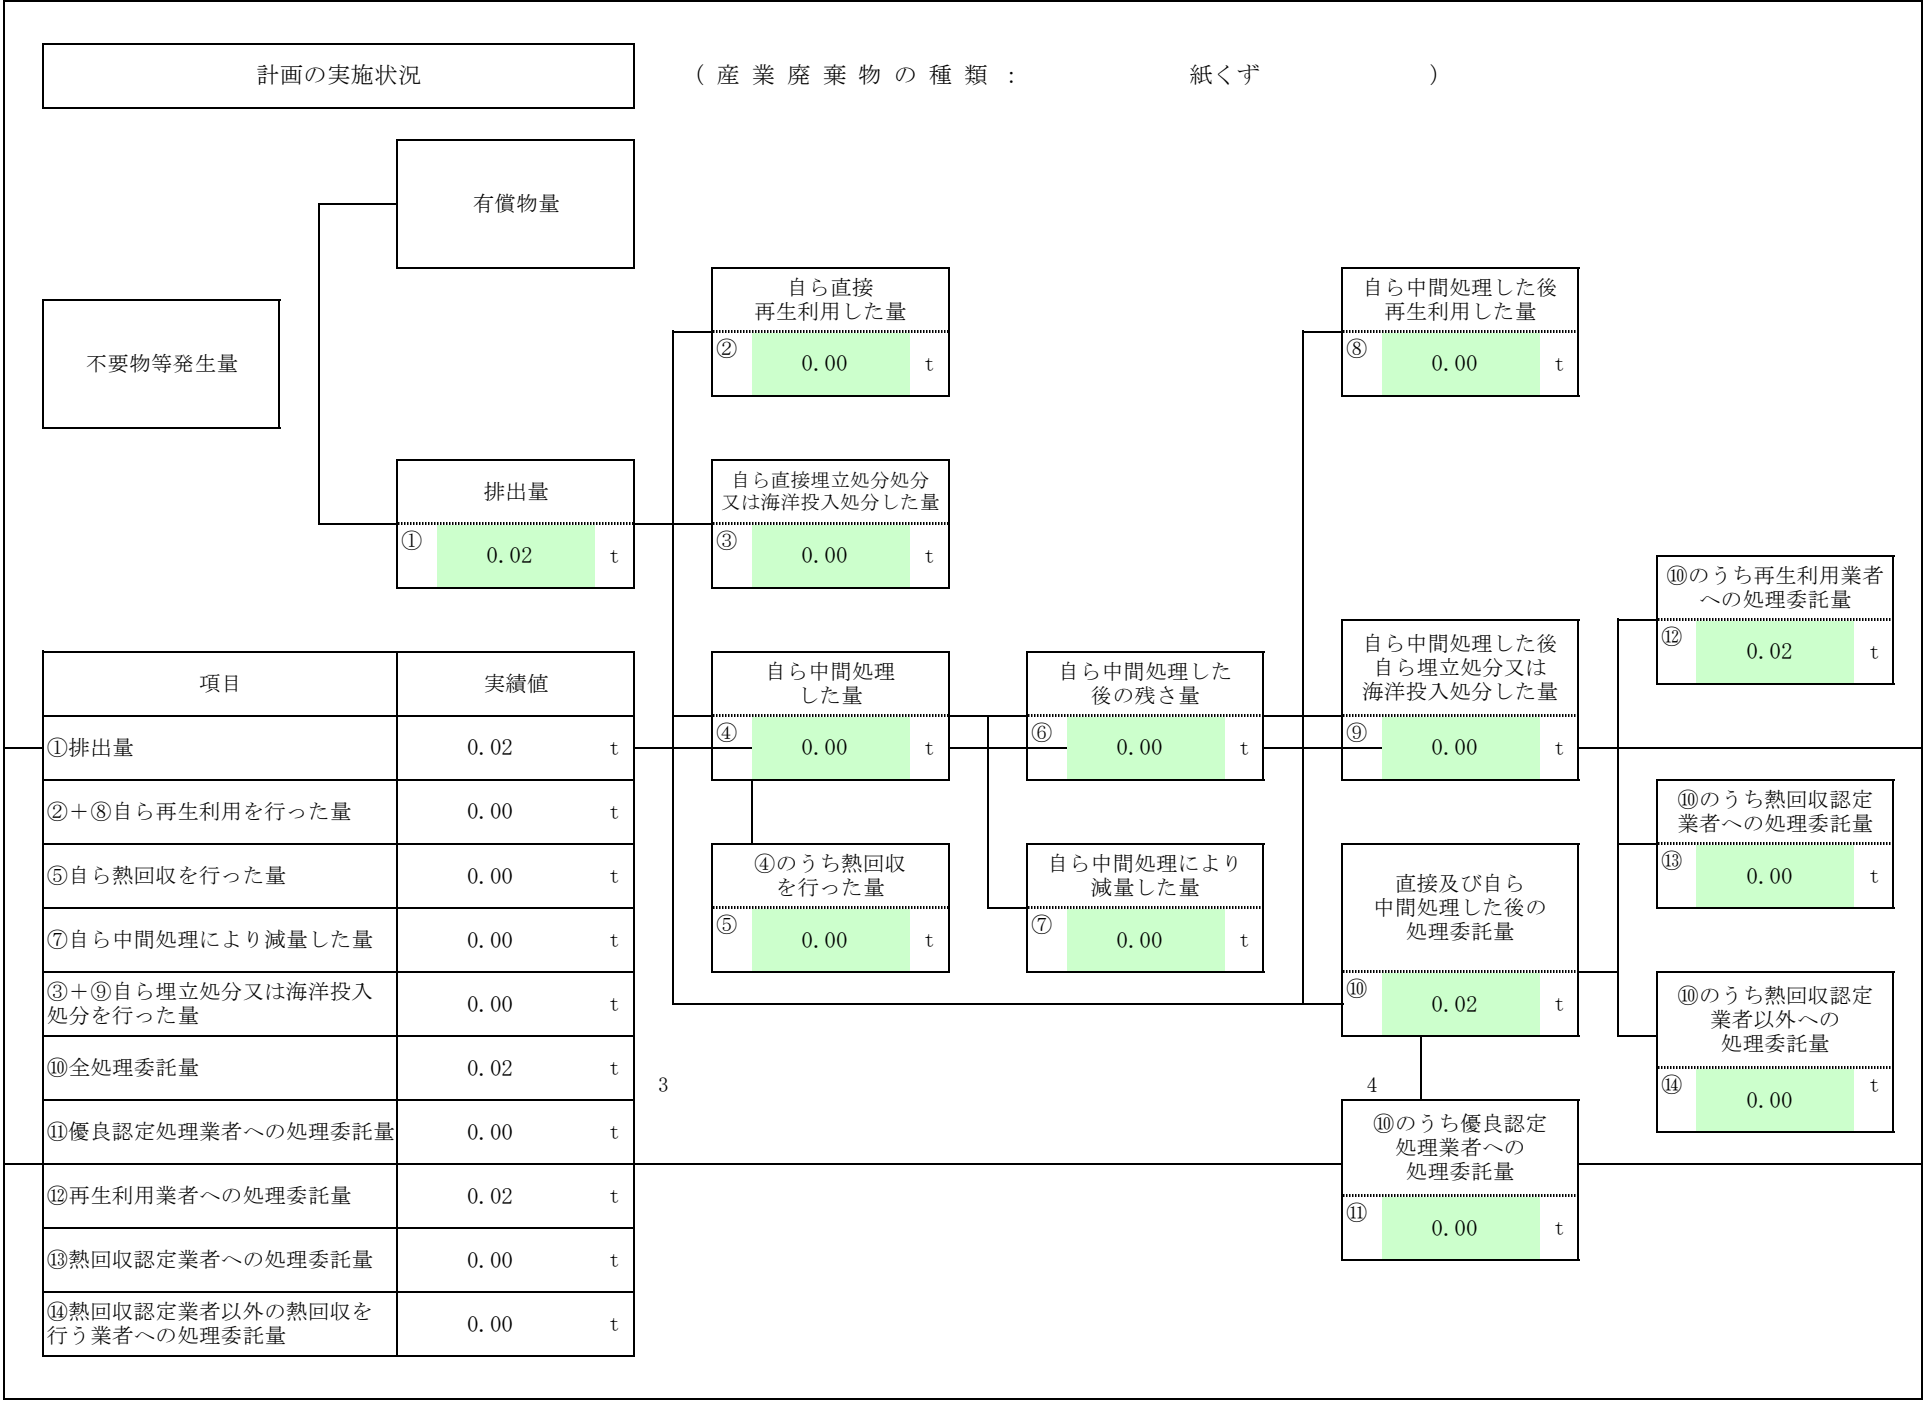 計画の実施状況
（産業廃棄物の種類： 紙くず ）
有償物量
不要物等発生量
自ら直接
再生利用した量
② 0.00 t
自ら中間処理した後
再生利用した量
⑧ 0.00 t
排出量
① 0.02 t
自ら直接埋立処分処分
又は海洋投入処分した量
③ 0.00 t
⑩のうち再生利用業者
への処理委託量
⑫ 0.02 t
自ら中間処理
した量
④ 0.00 t
自ら中間処理した
後の残さ量
⑥ 0.00 t
自ら中間処理した後
自ら埋立処分又は
海洋投入処分した量
⑨ 0.00 t
⑩のうち熱回収認定
業者への処理委託量
⑬ 0.00 t
④のうち熱回収
を行った量
⑤ 0.00 t
自ら中間処理により
減量した量
⑦ 0.00 t
直接及び自ら
中間処理した後の
処理委託量
⑩ 0.02 t
⑩のうち熱回収認定
業者以外への
処理委託量
⑭ 0.00 t
3
4
⑩のうち優良認定
処理業者への
処理委託量
⑪ 0.00 t
項目 実績値
①排出量 0.02 t
②＋⑧自ら再生利用を行った量 0.00 t
⑤自ら熱回収を行った量 0.00 t
⑦自ら中間処理により減量した量 0.00 t
③＋⑨自ら埋立処分又は海洋投入
処分を行った量 0.00 t
⑩全処理委託量 0.02 t
⑪優良認定処理業者への処理委託量 0.00 t
⑫再生利用業者への処理委託量 0.02 t
⑬熱回収認定業者への処理委託量 0.00 t
⑭熱回収認定業者以外の熱回収を
行う業者への処理委託量 0.00 t